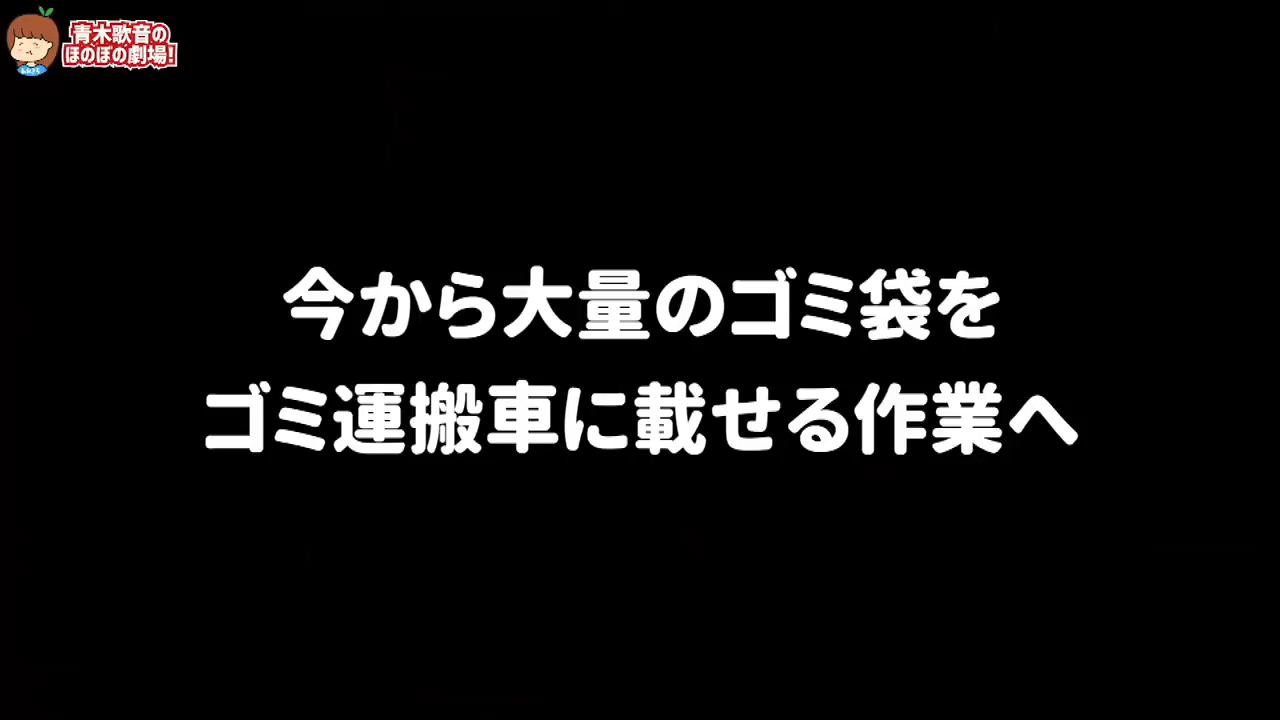 青木歌音の
ほのぼの劇場!
今から大量のゴミ袋を
ゴミ運搬車に載せる作業へ